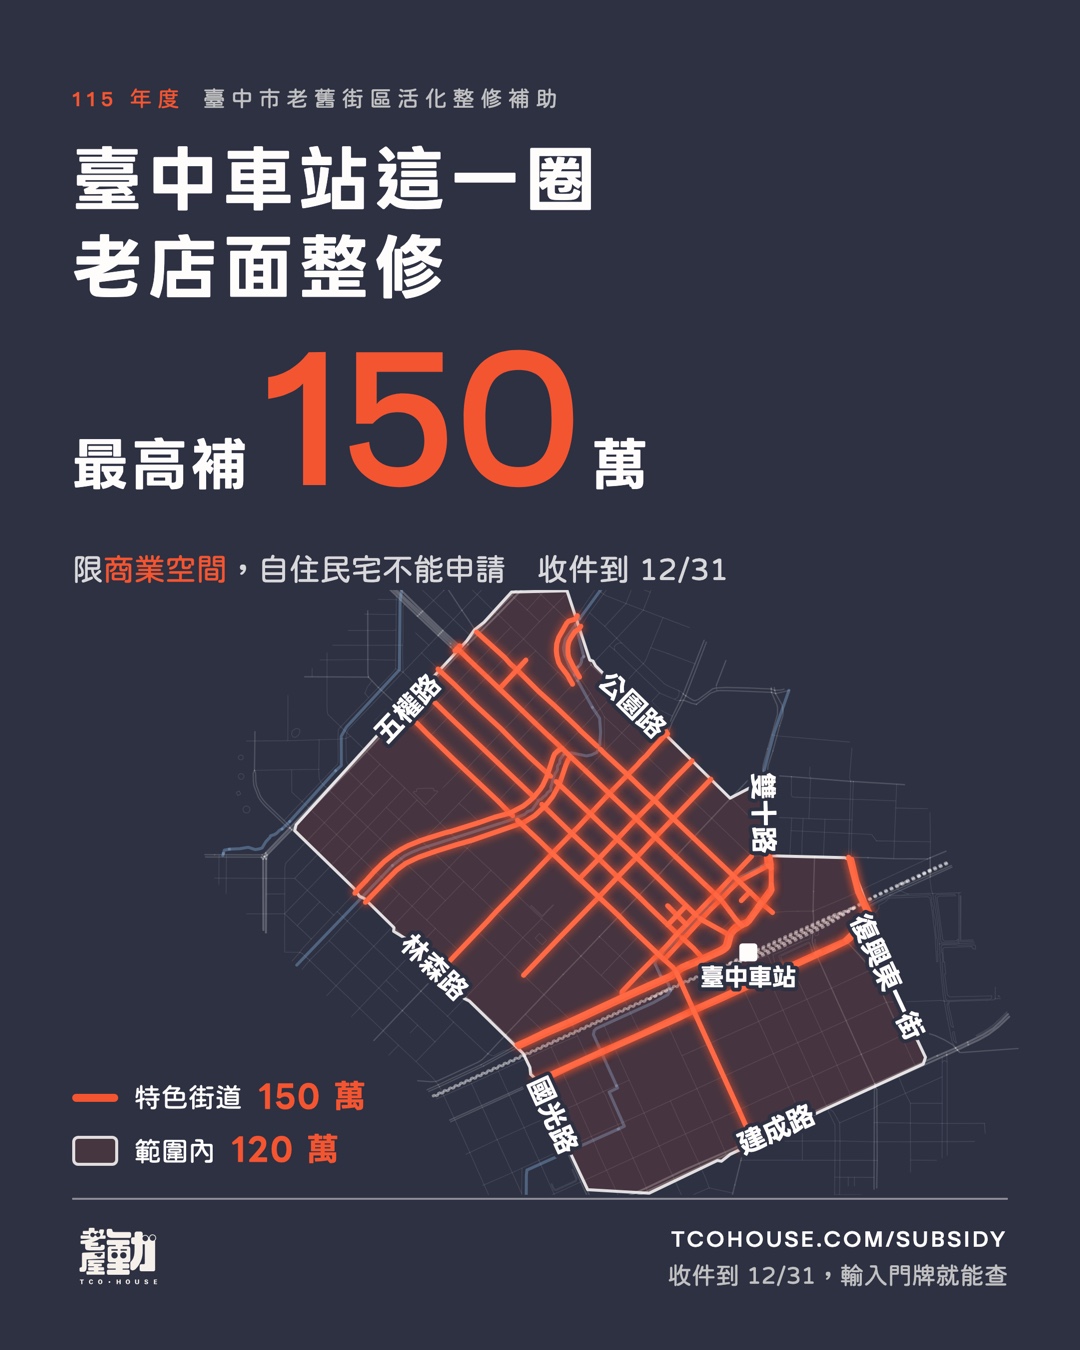 115 年度 臺中市老舊街區活化整修補助
臺中車站這一圈
老店面整修
最高補 150 萬
限商業空間，自住民宅不能申請 收件到 12/31
五權路
公園路
雙十路
林森路
臺中車站
復興東一街
國光路
建成路
特色街道 150 萬
範圍內 120 萬
老屋動
TCO·HOUSE
TCOHOUSE.COM/SUBSIDY
收件到 12/31，輸入門牌就能查